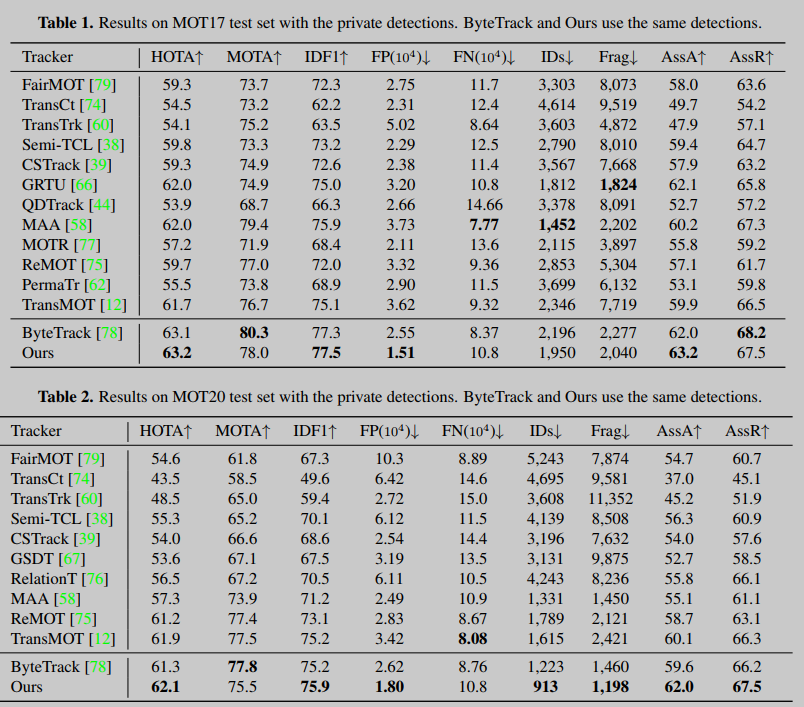 Table 1. Results on MOT17 test set with the private detections. ByteTrack and Ours use the same detections.
Tracker HOTA↑ MOTA↑ IDF1↑ FP(10⁴)↓ FN(10⁴)↓ IDs↓ Frag↓ AssA↑ AssR↑
FairMOT [79] 59.3 73.7 72.3 2.75 11.7 3,303 8,073 58.0 63.6
TransCt [74] 54.5 73.2 62.2 2.31 12.4 4,614 9,519 49.7 54.2
TransTrk [60] 54.1 75.2 63.5 5.02 8.64 3,603 4,872 47.9 57.1
Semi-TCL [38] 59.8 73.3 73.2 2.29 12.5 2,790 8,010 59.4 64.7
CSTrack [39] 59.3 74.9 72.6 2.38 11.4 3,567 7,668 57.9 63.2
GRTU [66] 62.0 74.9 75.0 3.20 10.8 1,812 1,824 62.1 65.8
QDTrack [44] 53.9 68.7 66.3 2.66 14.66 3,378 8,091 52.7 57.2
MAA [58] 62.0 79.4 75.9 3.73 7.77 1,452 2,202 60.2 67.3
MOTR [77] 57.2 71.9 68.4 2.11 13.6 2,115 3,897 55.8 59.2
ReMOT [75] 59.7 77.0 72.0 3.32 9.36 2,853 5,304 57.1 61.7
PermaTr [62] 55.5 73.8 68.9 2.90 11.5 3,699 6,132 53.1 59.8
TransMOT [12] 61.7 76.7 75.1 3.62 9.32 2,346 7,719 59.9 66.5
ByteTrack [78] 63.1 80.3 77.3 2.55 8.37 2,196 2,277 62.0 68.2
Ours 63.2 78.0 77.5 1.51 10.8 1,950 2,040 63.2 67.5
Table 2. Results on MOT20 test set with the private detections. ByteTrack and Ours use the same detections.
Tracker HOTA↑ MOTA↑ IDF1↑ FP(10⁴)↓ FN(10⁴)↓ IDs↓ Frag↓ AssA↑ AssR↑
FairMOT [79] 54.6 61.8 67.3 10.3 8.89 5,243 7,874 54.7 60.7
TransCt [74] 43.5 58.5 49.6 6.42 14.6 4,695 9,581 37.0 45.1
TransTrk [60] 48.5 65.0 59.4 2.72 15.0 3,608 11,352 45.2 51.9
Semi-TCL [38] 55.3 65.2 70.1 6.12 11.5 4,139 8,508 56.3 60.9
CSTrack [39] 54.0 66.6 68.6 2.54 14.4 3,196 7,632 54.0 57.6
GSDT [67] 53.6 67.1 67.5 3.19 13.5 3,131 9,875 52.7 58.5
RelationT [76] 56.5 67.2 70.5 6.11 10.5 4,243 8,236 55.8 66.1
MAA [58] 57.3 73.9 71.2 2.49 10.9 1,331 1,450 55.1 61.1
ReMOT [75] 61.2 77.4 73.1 2.83 8.67 1,789 2,121 58.7 63.1
TransMOT [12] 61.9 77.5 75.2 3.42 8.08 1,615 2,421 60.1 66.3
ByteTrack [78] 61.3 77.8 75.2 2.62 8.76 1,223 1,460 59.6 66.2
Ours 62.1 75.5 75.9 1.80 10.8 913 1,198 62.0 67.5